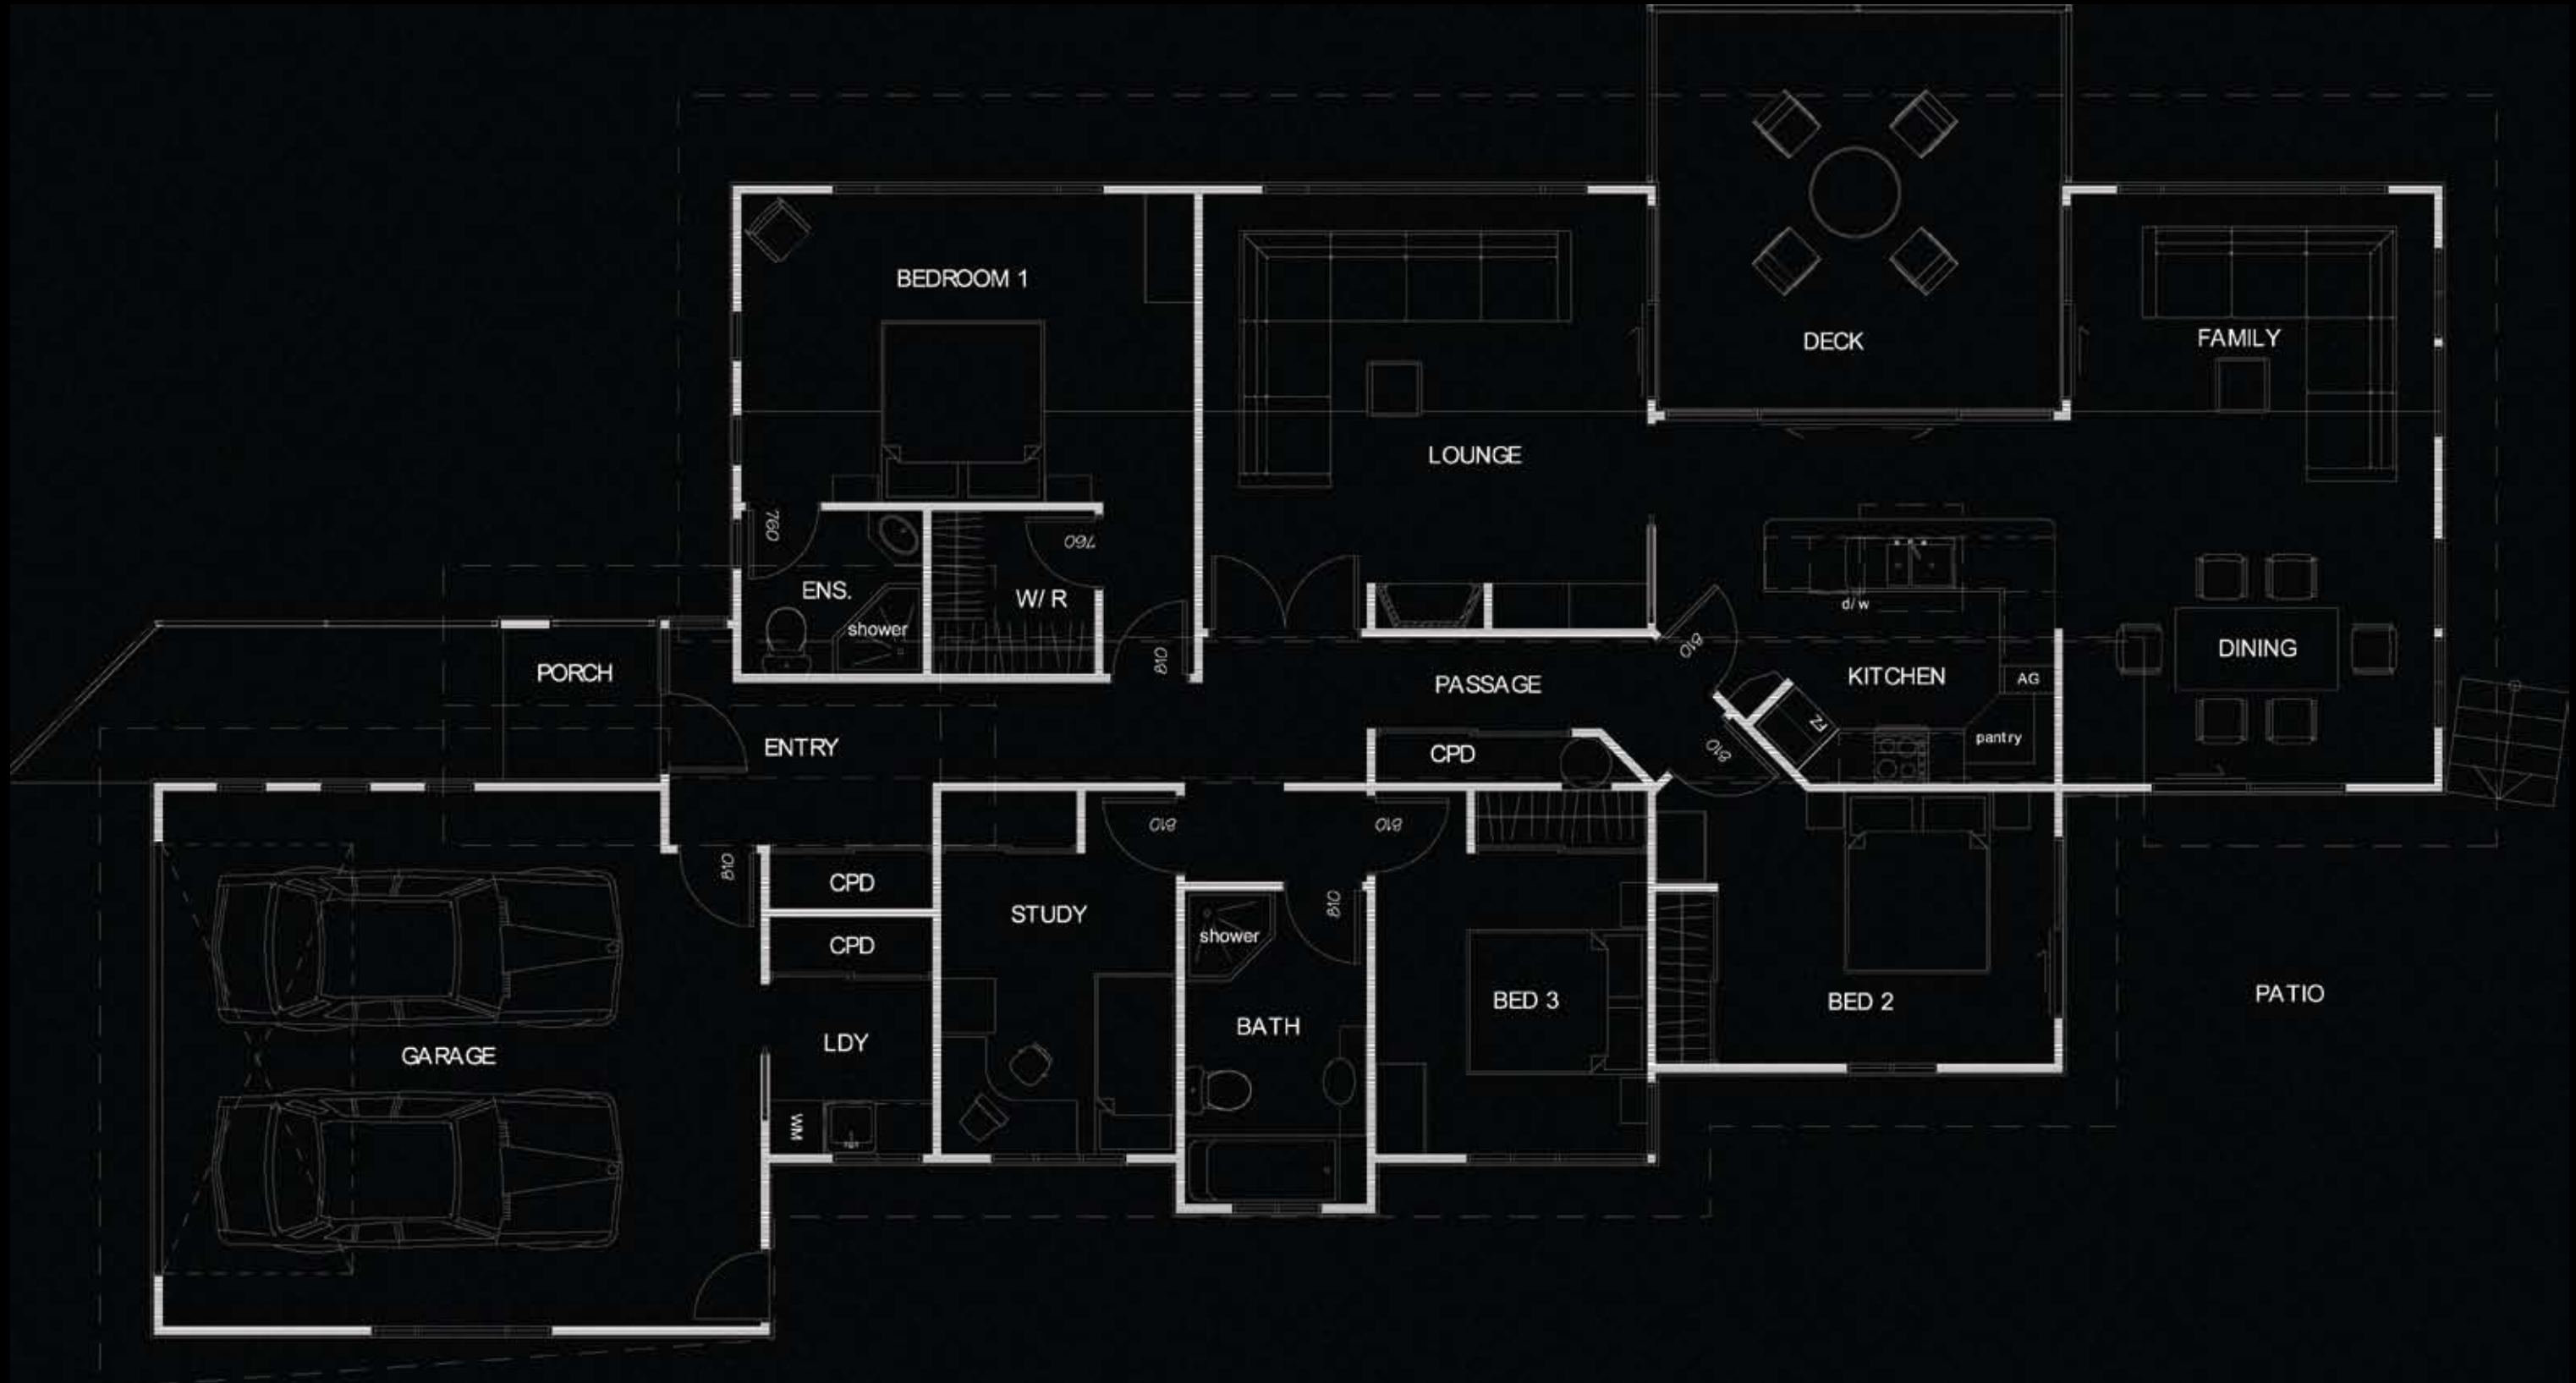 BEDROOM 1
DECK
FAMILY
LOUNGE
760
760
ENS.
W/ R
shower
d/ w
DINING
810
810
PORCH
PASSAGE
KITCHEN
AG
FZ
ENTRY
CPD
810
pantry
810
810
810
CPD
STUDY
810
CPD
shower
BATH
BED 3
BED 2
PATIO
GARAGE
LDY
WM